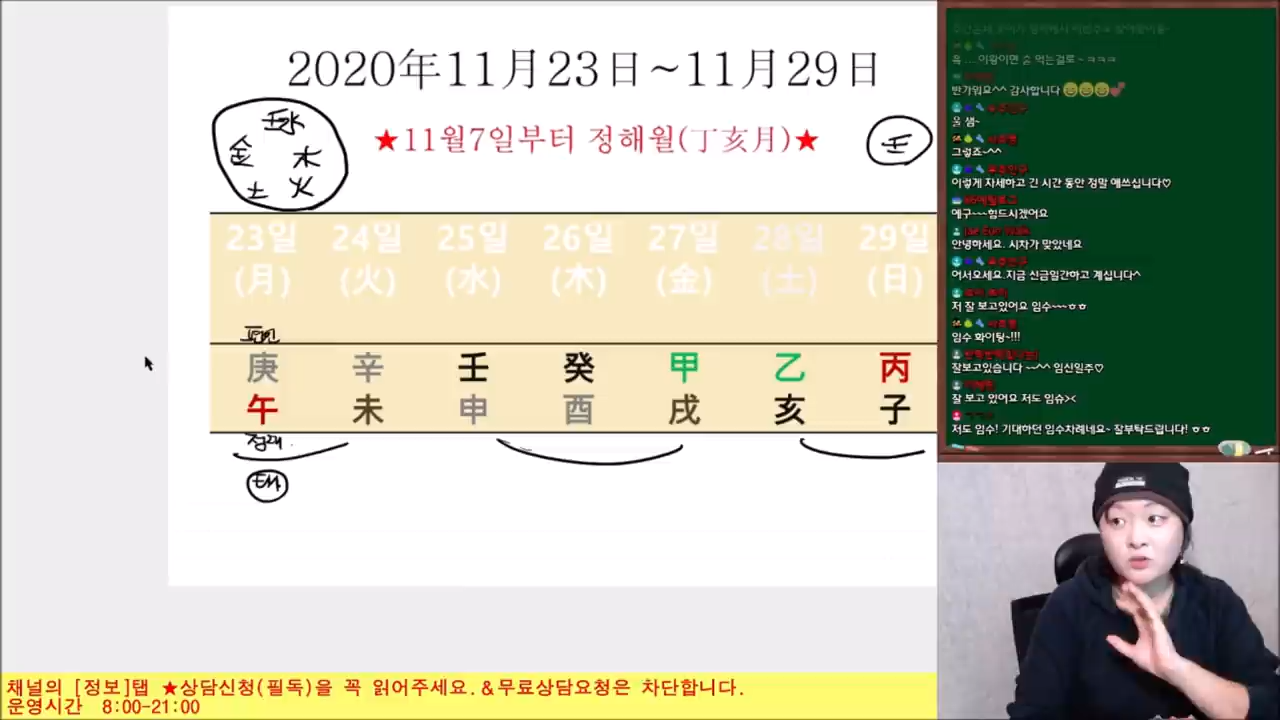 2020年11月23日~11月29日
★11월7일부터 정해월(丁亥月)★
壬水
金 木
土 火
壬
23일 24일 25일 26일 27일 28일 29일
(月) (火) (水) (木) (金) (土) (日)
편인
庚 辛 壬 癸 甲 乙 丙
午 未 申 酉 戌 亥 子
정재
태
욱 ... 이왕이면 술 먹는걸로 ~ ㅋㅋㅋ
반가워요^^ 감사합니다 😄😄😄💕
올 샘~
그렇죠~^^
이렇게 자세하고 긴 시간 동안 정말 애쓰십니다♡
에구~~~힘드시겠어요
안녕하세요. 시차가 맞았네요
어서오세요.지금 신금일간하고 계십니다^
저 잘 보고있어요 임수~~~ㅎㅎ
임수 화이팅~!!!
잘보고있습니다 ~~^^ 임신일주♡
잘 보고 있어요 저도 임슈><
저도 임수! 기대하던 임수차례네요~ 잘부탁드립니다! ㅎㅎ
채널의 [정보]탭 ★상담신청(필독)을 꼭 읽어주세요.&무료상담요청은 차단합니다.
운영시간 8:00-21:00